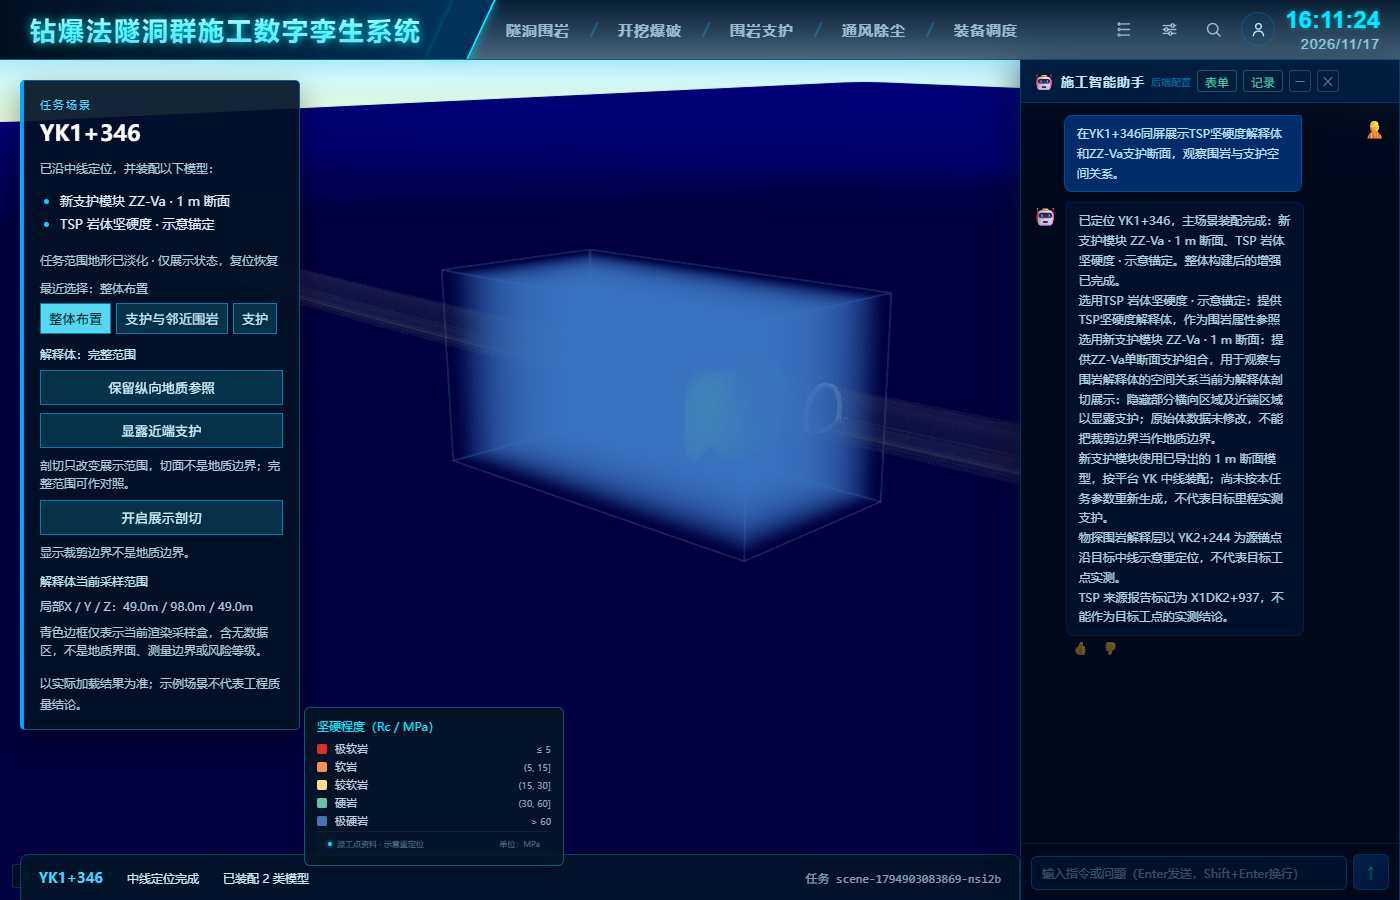 钻爆法隧洞群施工数字孪生系统
隧洞围岩 / 开挖爆破 / 围岩支护 / 通风除尘 / 装备调度
16:11:24
2026/11/17
任务场景
YK1+346
已沿中线定位，并装配以下模型：
新支护模块 ZZ-Va · 1 m 断面
TSP 岩体坚硬度 · 示意锚定
任务范围地形已淡化 · 仅展示状态，复位恢复
最近选择：整体布置
整体布置 支护与邻近围岩 支护
解释体：完整范围
保留纵向地质参照
显露近端支护
剖切只改变展示范围，切面不是地质边界；完
整范围可作对照。
开启展示剖切
显示裁剪边界不是地质边界。
解释体当前采样范围
局部X / Y / Z：49.0m / 98.0m / 49.0m
青色边框仅表示当前渲染采样盒，含无数据
区，不是地质界面、测量边界或风险等级。
以实际加载结果为准；示例场景不代表工程质
量结论。
坚硬程度（Rc / MPa）
极软岩 ≤ 5
软岩 (5, 15]
较软岩 (15, 30]
硬岩 (30, 60]
极硬岩 > 60
源工点资料 · 示意重定位 单位：MPa
YK1+346 中线定位完成 已装配 2 类模型 任务 scene-1794903083869-nsi2b
施工智能助手 后端配置 表单 记录
在YK1+346同屏展示TSP坚硬度解释体
和ZZ-Va支护断面，观察围岩与支护空
间关系。
已定位 YK1+346，主场景装配完成：新
支护模块 ZZ-Va · 1 m 断面、TSP 岩体
坚硬度 · 示意锚定。整体构建后的增强
已完成。
选用TSP 岩体坚硬度 · 示意锚定：提供
TSP坚硬度解释体，作为围岩属性参照
选用新支护模块 ZZ-Va · 1 m 断面：提
供ZZ-Va单断面支护组合，用于观察与
围岩解释体的空间关系当前为解释体剖
切展示：隐藏部分横向区域及近端区域
以显露支护；原始体数据未修改，不能
把裁剪边界当作地质边界。
新支护模块使用已导出的 1 m 断面模
型，按平台 YK 中线装配；尚未按本任
务参数重新生成，不代表目标里程实测
支护。
物探围岩解释层以 YK2+244 为源锚点
沿目标中线示意重定位，不代表目标工
点实测。
TSP 来源报告标记为 X1DK2+937，不
能作为目标工点的实测结论。
输入指令或问题（Enter发送，Shift+Enter换行）